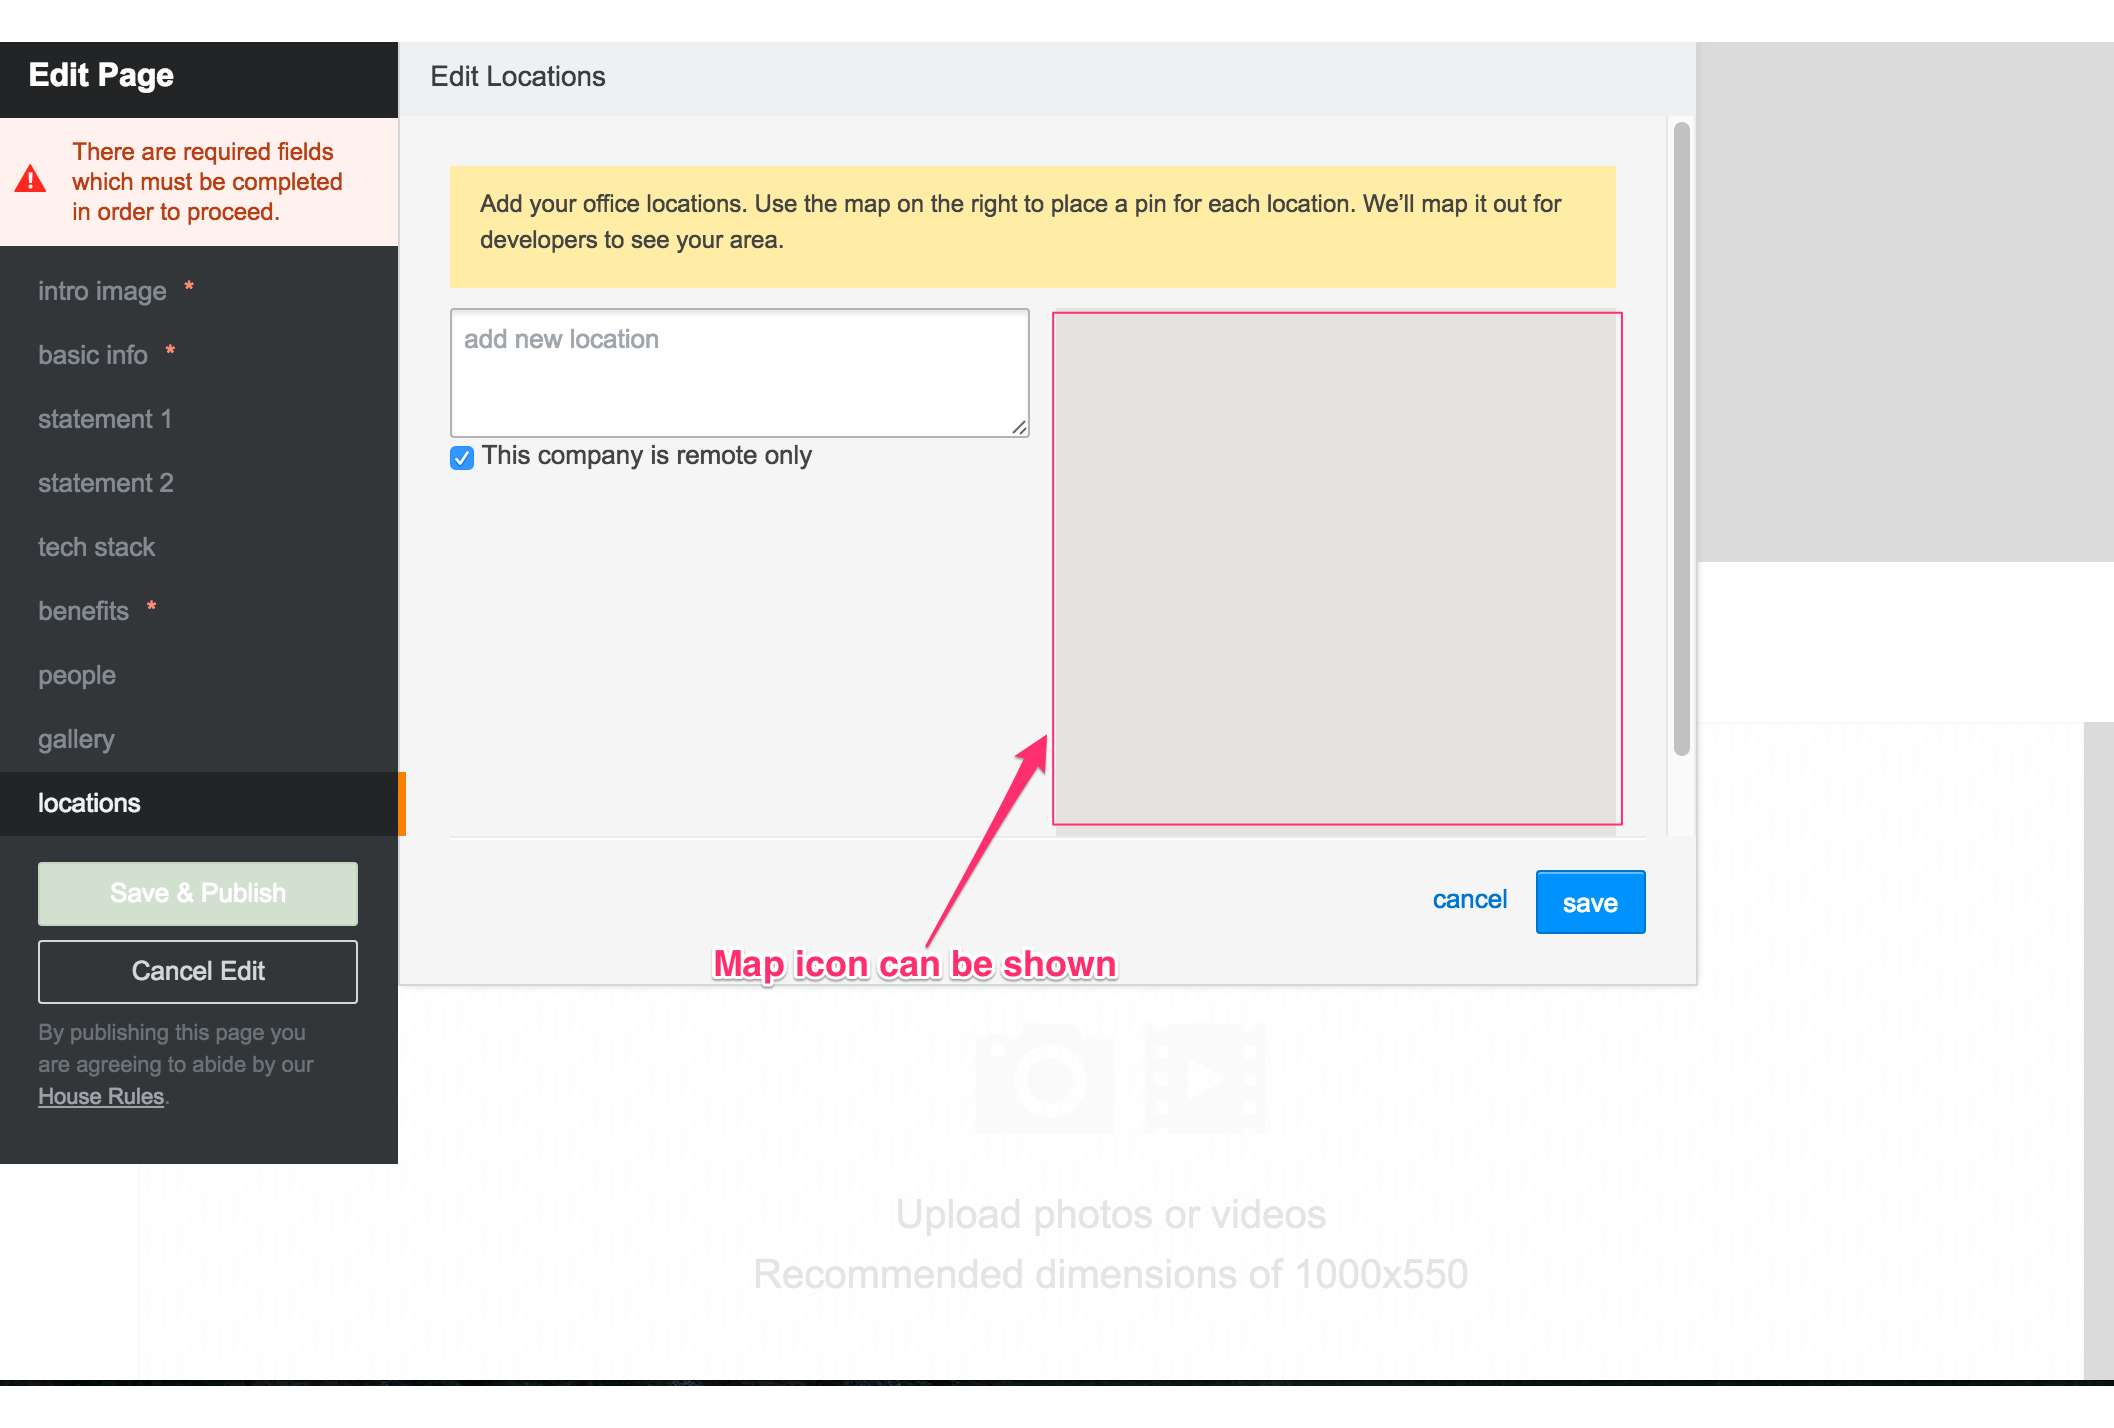 Edit Page
There are required fields
which must be completed
in order to proceed.
intro image *
basic info *
statement 1
statement 2
tech stack
benefits *
people
gallery
locations
Save & Publish
Cancel Edit
By publishing this page you
are agreeing to abide by our
House Rules.
Edit Locations
Add your office locations. Use the map on the right to place a pin for each location. We’ll map it out for
developers to see your area.
add new location
This company is remote only
cancel
save
Map icon can be shown
Upload photos or videos
Recommended dimensions of 1000x550